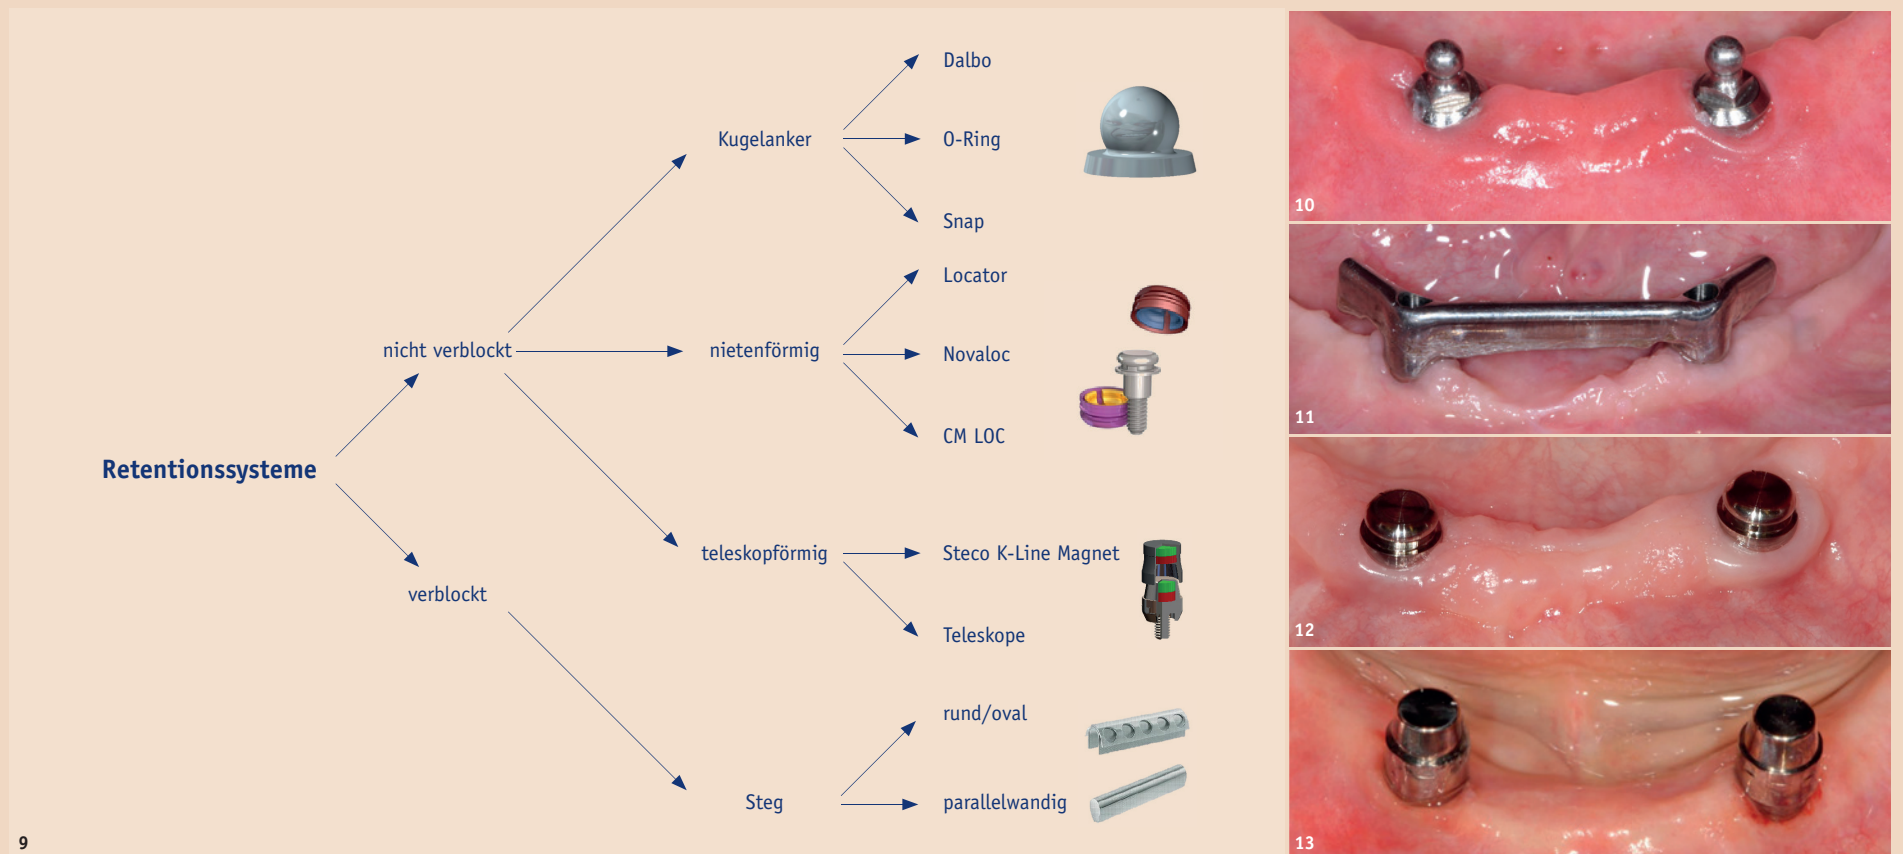 Retentionssysteme
nicht verblockt
verblockt
Kugelanker
nietenförmig
teleskopförmig
Steg
Dalbo
O-Ring
Snap
Locator
Novaloc
CM LOC
Steco K-Line Magnet
Teleskope
rund/oval
parallelwandig
9
10
11
12
13